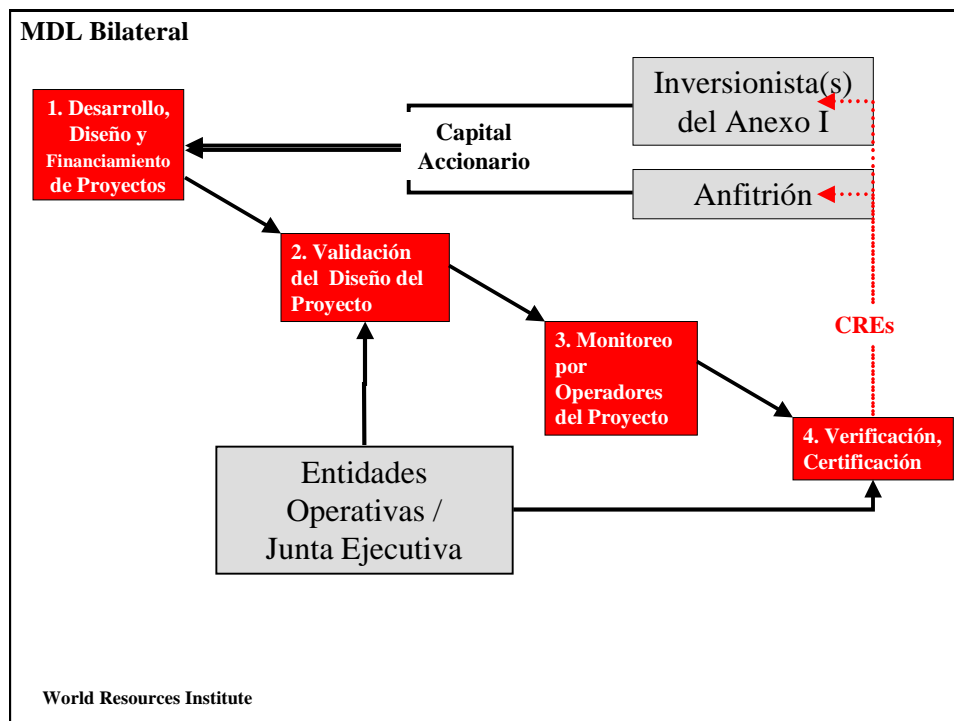 MDL Bilateral
Inversionista(s)
del Anexo I
1. Desarrollo,
Diseño y
Financiamiento
de Proyectos
Capital
Accionario
Anfitrión
2. Validación
del Diseño del
Proyecto
CREs
3. Monitoreo
por
Operadores
del Proyecto
4. Verificación,
Certificación
Entidades
Operativas /
Junta Ejecutiva
World Resources Institute